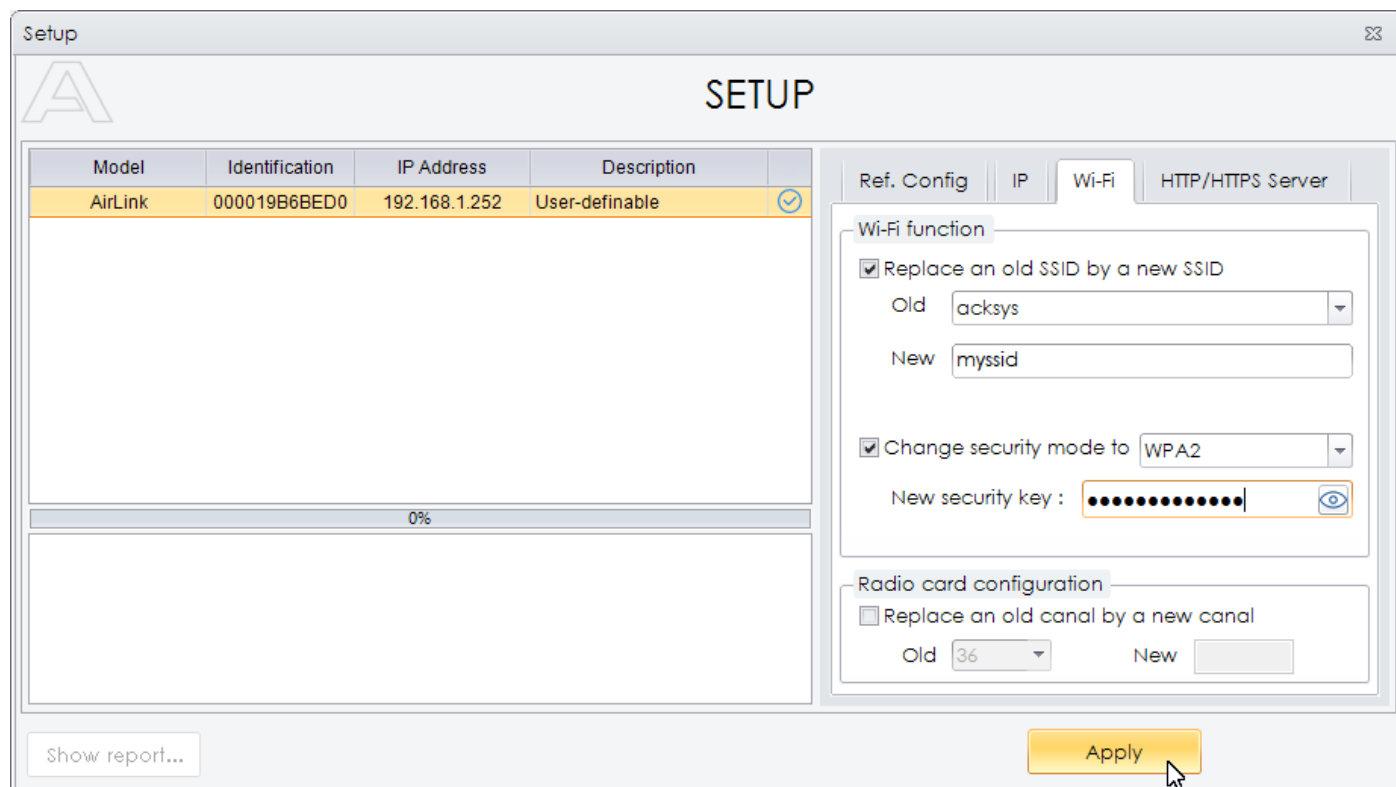 Setup
SETUP
Model Identification IP Address Description
AirLink 000019B6BED0 192.168.1.252 User-definable
0%
Show report...
Ref. Config IP Wi-Fi HTTP/HTTPS Server
Wi-Fi function
Replace an old SSID by a new SSID
Old acksys
New myssid
Change security mode to WPA2
New security key : •••••••••••••
Radio card configuration
Replace an old canal by a new canal
Old 36 New
Apply